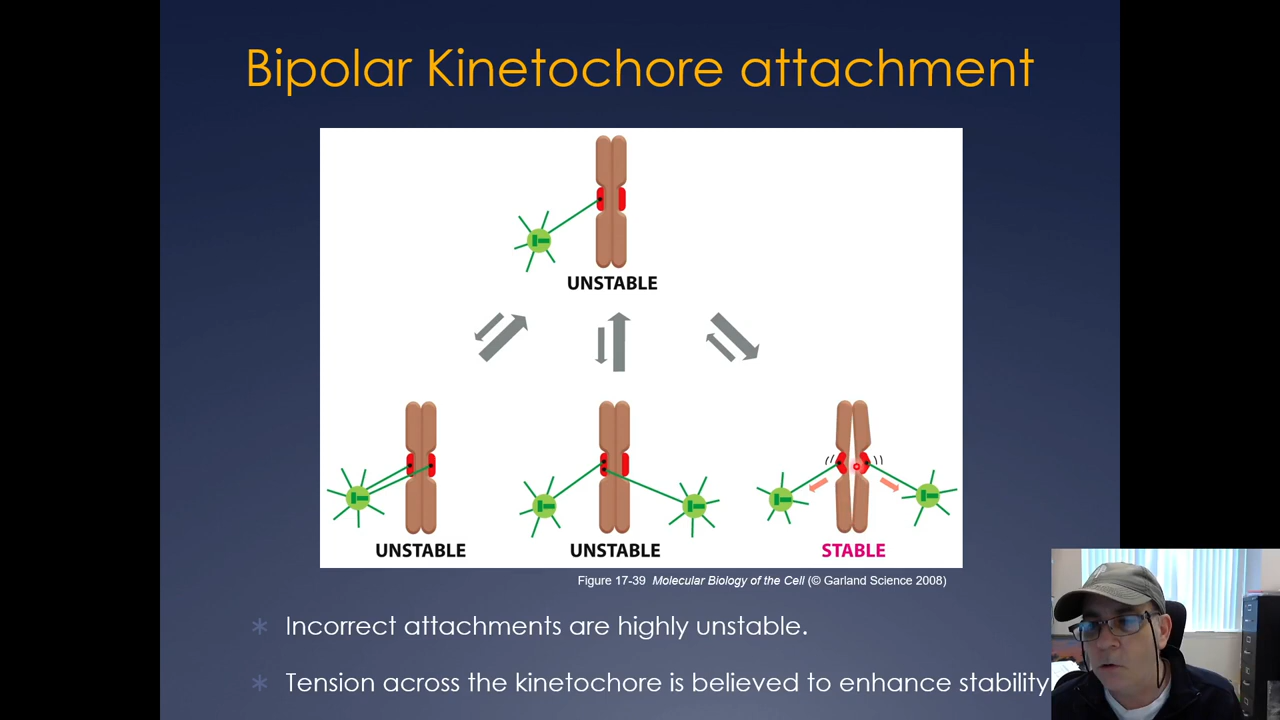 Bipolar Kinetochore attachment
UNSTABLE
UNSTABLE
UNSTABLE
STABLE
Figure 17-39 Molecular Biology of the Cell (© Garland Science 2008)
Incorrect attachments are highly unstable.
Tension across the kinetochore is believed to enhance stability